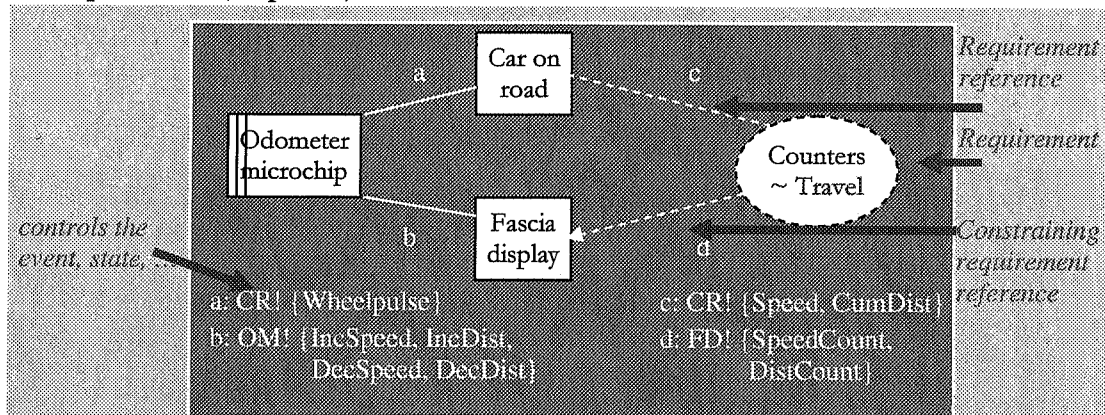 Car on
road
a
c
Requirement
reference
Odometer
microchip
Requirement
Counters
~ Travel
controls the
event, state, ...
Fascia
display
b
d
Constraining
requirement
reference
a: CR! {Wheelpulse}
c: CR! {Speed, CumDist}
b: OM! {IncSpeed, IncDist,
DecSpeed, DecDist}
d: FD! {SpeedCount,
DistCount}